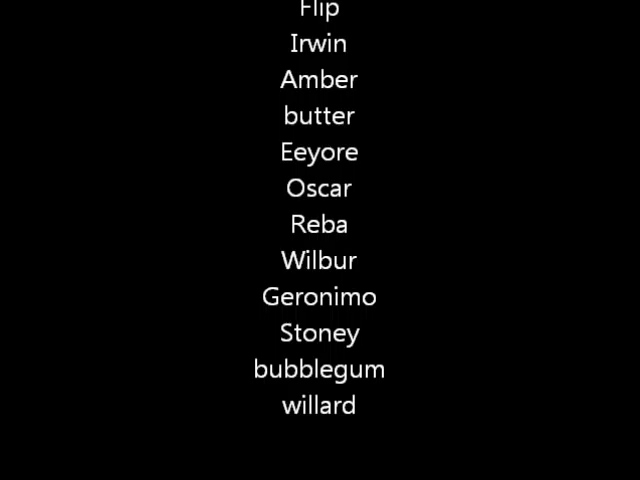 Flip
Irwin
Amber
butter
Eeyore
Oscar
Reba
Wilbur
Geronimo
Stoney
bubblegum
willard